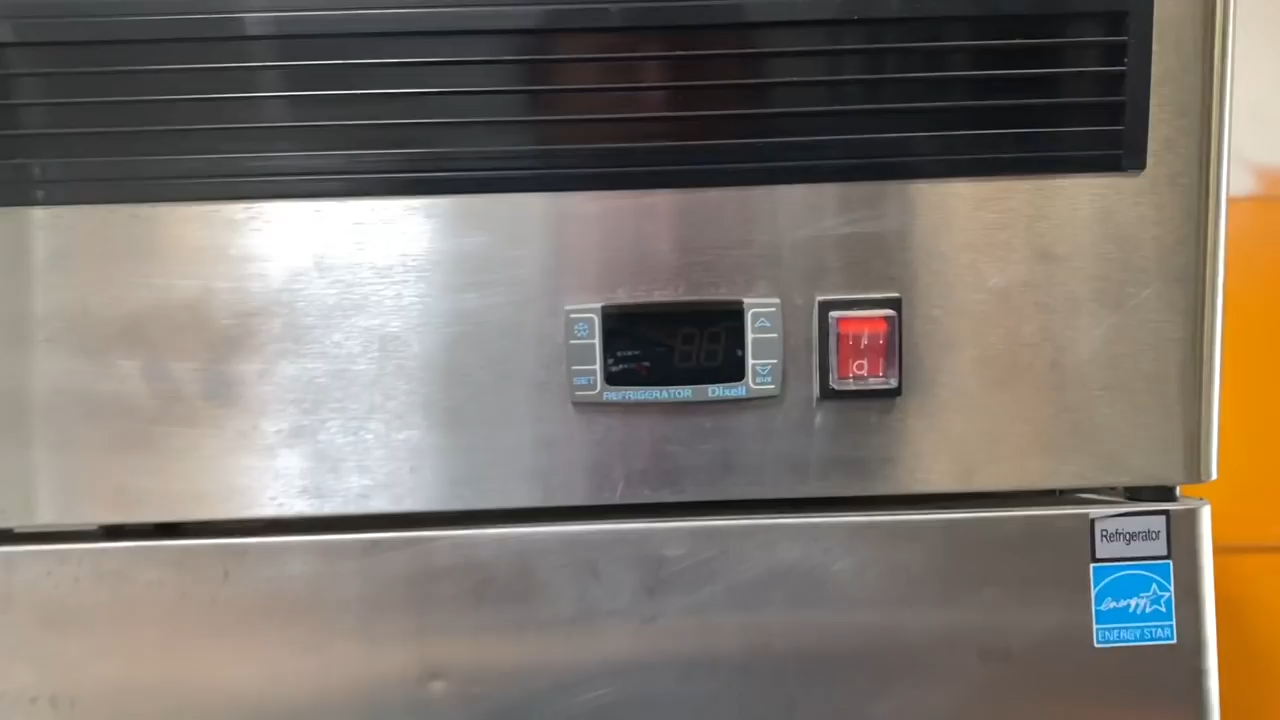 SET
REFRIGERATOR
Dixell
Refrigerator
energy
ENERGY STAR